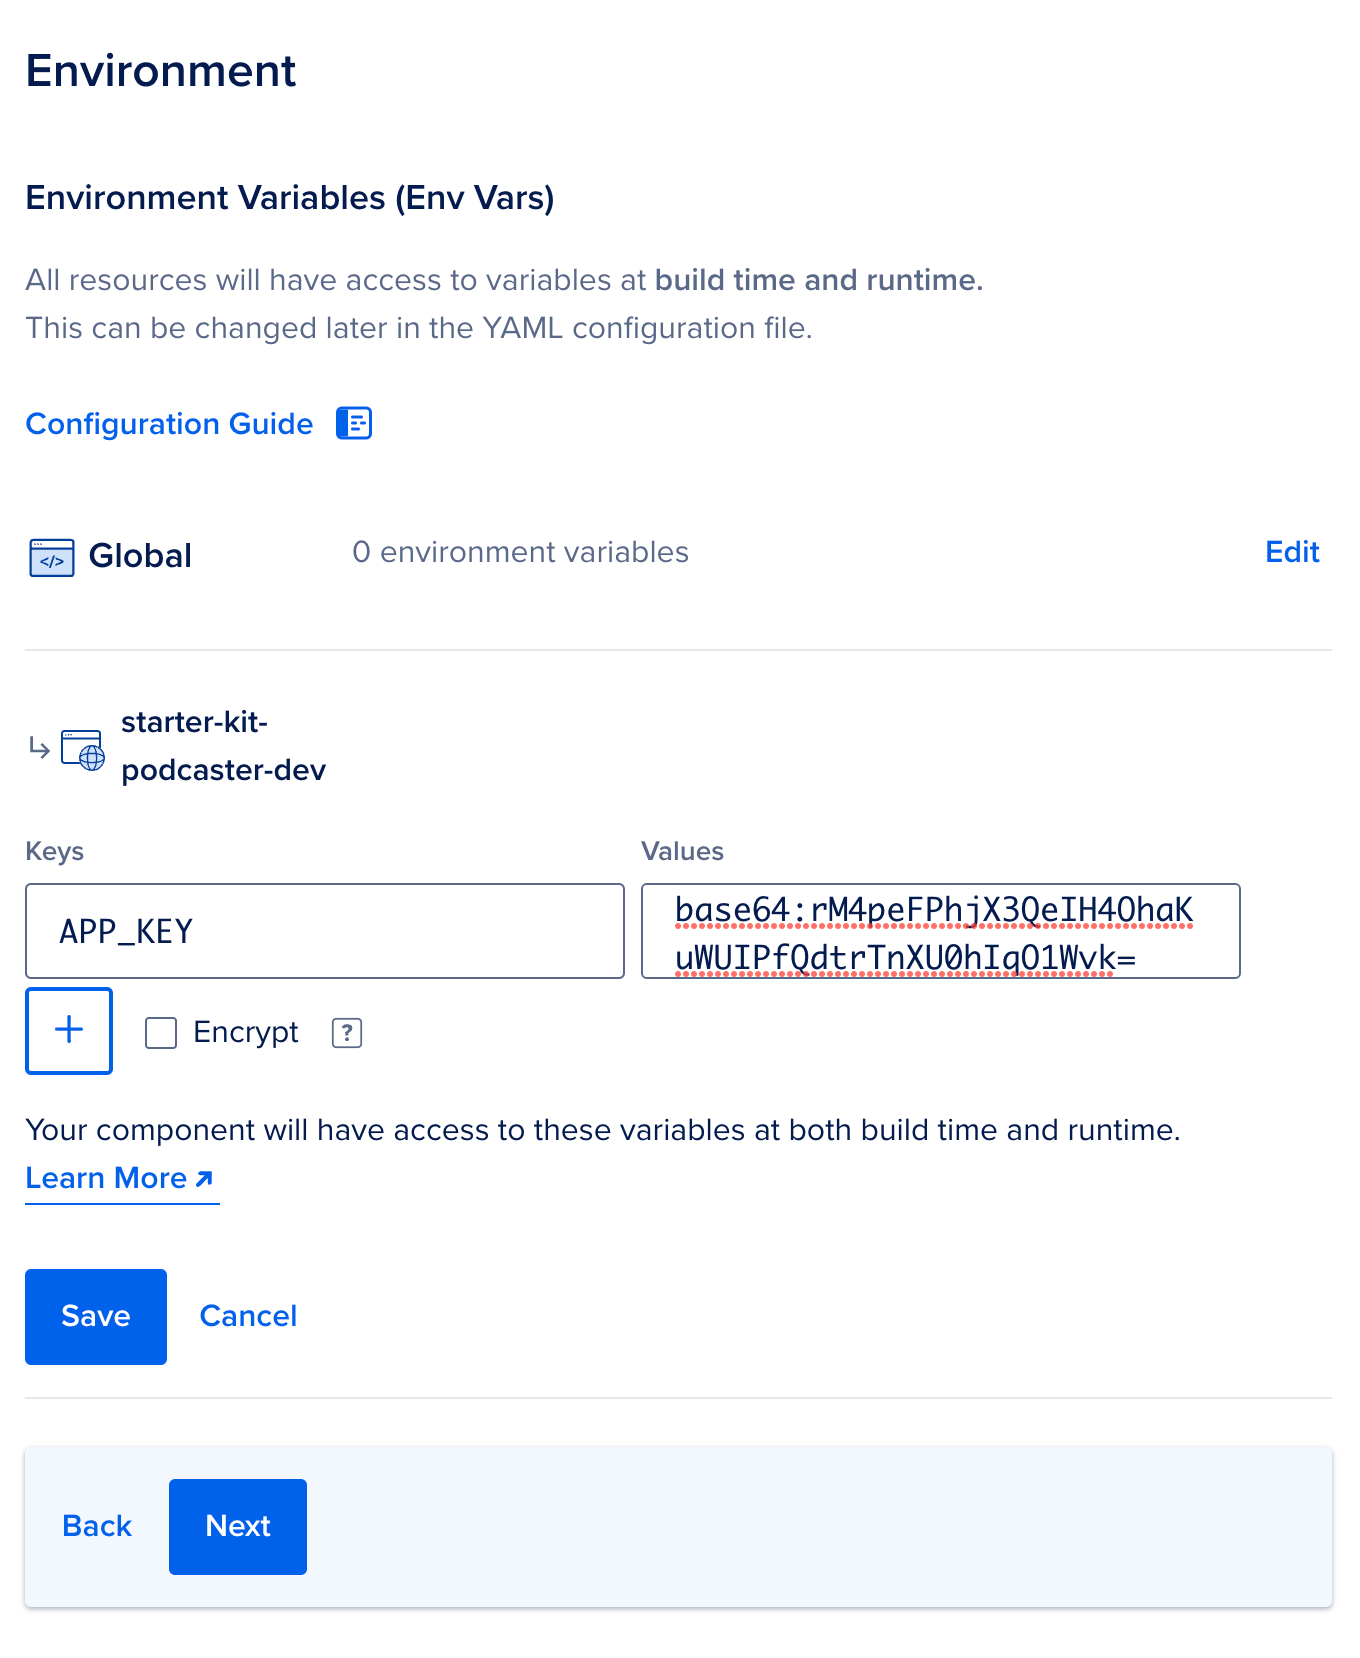 Environment
Environment Variables (Env Vars)
All resources will have access to variables at build time and runtime.
This can be changed later in the YAML configuration file.
Configuration Guide
</> Global 0 environment variables Edit
starter-kit-
podcaster-dev
Keys Values
APP_KEY
base64:rM4peFPhjX3QeIH4OhaK
uWUIPfQdtrTnXU0hIqO1Wvk=
+ Encrypt ?
Your component will have access to these variables at both build time and runtime.
Learn More
Save Cancel
Back Next